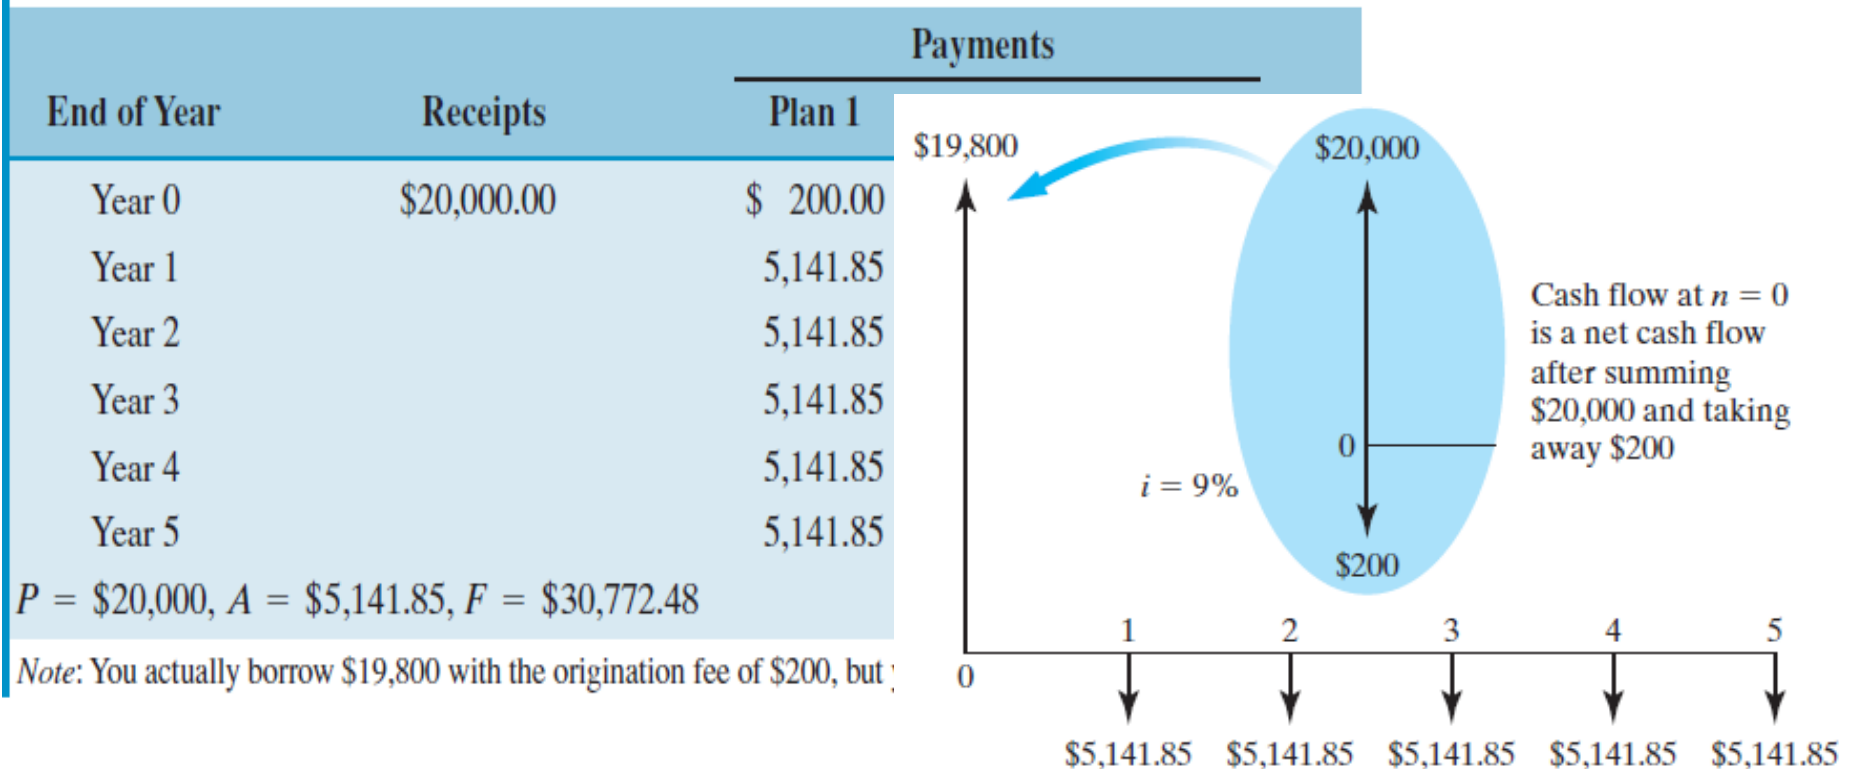 Payments
End of Year Receipts Plan 1
Year 0 $20,000.00 $ 200.00
Year 1 5,141.85
Year 2 5,141.85
Year 3 5,141.85
Year 4 5,141.85
Year 5 5,141.85
P = $20,000, A = $5,141.85, F = $30,772.48
Note: You actually borrow $19,800 with the origination fee of $200, but
$19,800
$20,000
Cash flow at n = 0
is a net cash flow
after summing
$20,000 and taking
away $200
0
i = 9%
$200
1 2 3 4 5
0
$5,141.85 $5,141.85 $5,141.85 $5,141.85 $5,141.85